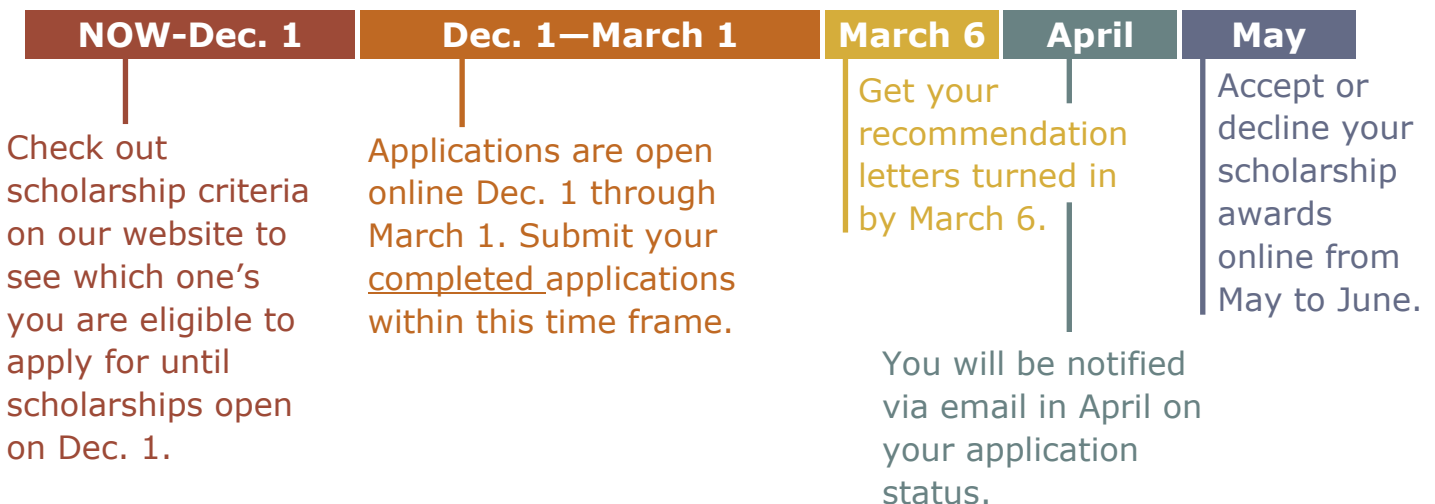 NOW-Dec. 1
Check out
scholarship criteria
on our website to
see which one’s
you are eligible to
apply for until
scholarships open
on Dec. 1.
Dec. 1—March 1
Applications are open
online Dec. 1 through
March 1. Submit your
completed applications
within this time frame.
March 6
Get your
recommendation
letters turned in
by March 6.
April
You will be notified
via email in April on
your application
status.
May
Accept or
decline your
scholarship
awards
online from
May to June.